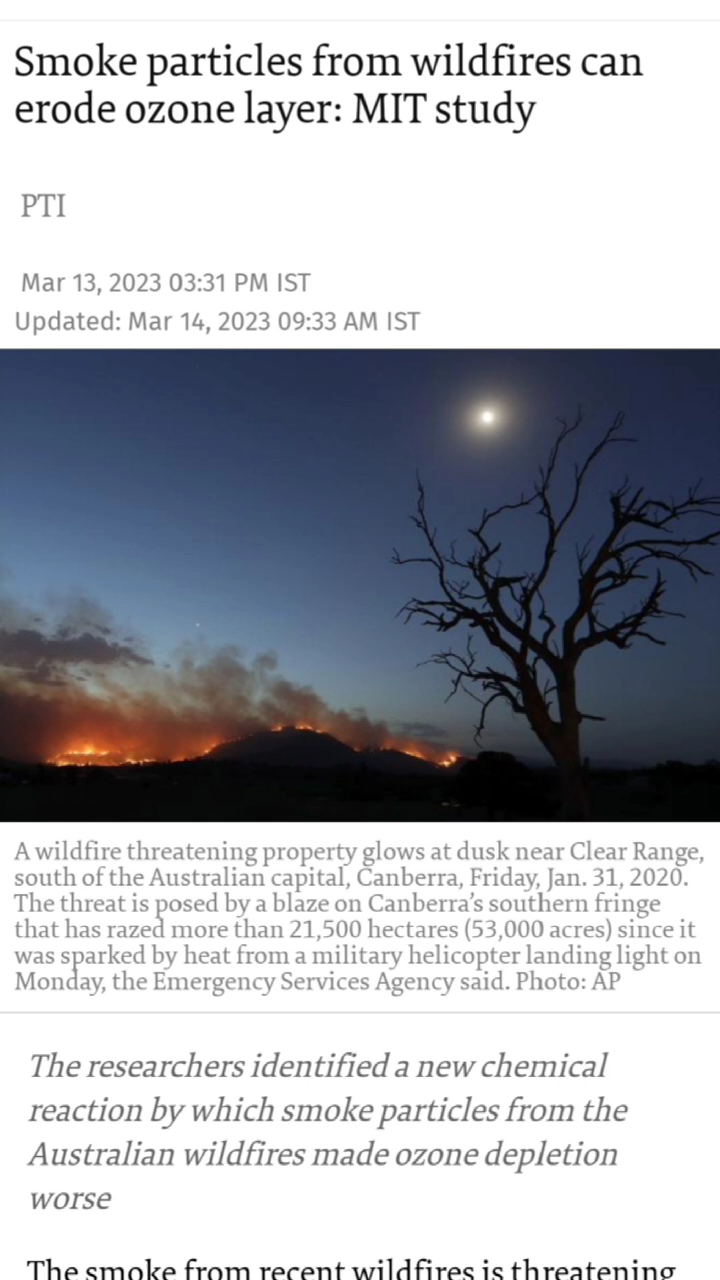 Smoke particles from wildfires can
erode ozone layer: MIT study
PTI
Mar 13, 2023 03:31 PM IST
Updated: Mar 14, 2023 09:33 AM IST
A wildfire threatening property glows at dusk near Clear Range,
south of the Australian capital, Canberra, Friday, Jan. 31, 2020.
The threat is posed by a blaze on Canberra’s southern fringe
that has razed more than 21,500 hectares (53,000 acres) since it
was sparked by heat from a military helicopter landing light on
Monday, the Emergency Services Agency said. Photo: AP
The researchers identified a new chemical
reaction by which smoke particles from the
Australian wildfires made ozone depletion
worse
The smoke from recent wildfires is threatening